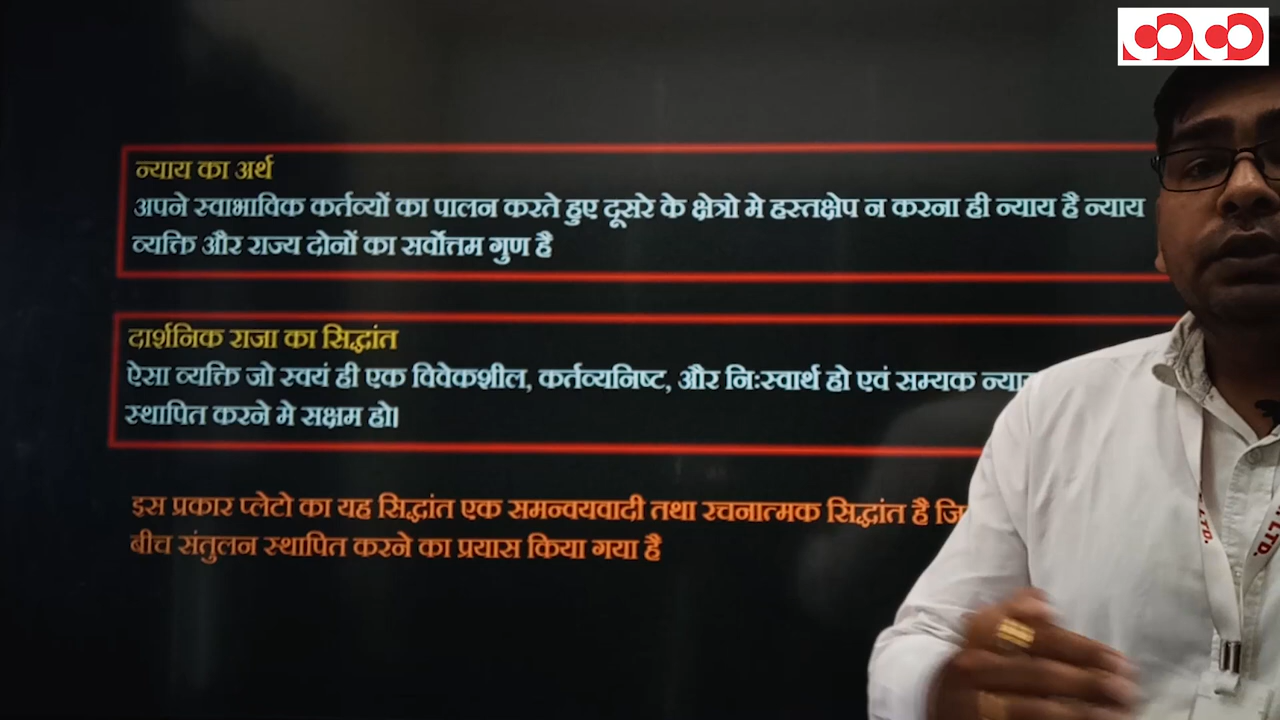 न्याय का अर्थ
अपने स्वाभाविक कर्तव्यों का पालन करते हुए दूसरे के क्षेत्रो मे हस्तक्षेप न करना ही न्याय है न्याय
व्यक्ति और राज्य दोनों का सर्वोत्तम गुण है
दार्शनिक राजा का सिद्धांत
ऐसा व्यक्ति जो स्वयं ही एक विवेकशील, कर्तव्यनिष्ट, और निःस्वार्थ हो एवं सम्यक
स्थापित करने मे सक्षम हो।
इस प्रकार प्लेटो का यह सिद्धांत एक समन्वयवादी तथा रचनात्मक सिद्धांत है
बीच संतुलन स्थापित करने का प्रयास किया गया है
LTD.
LTD.